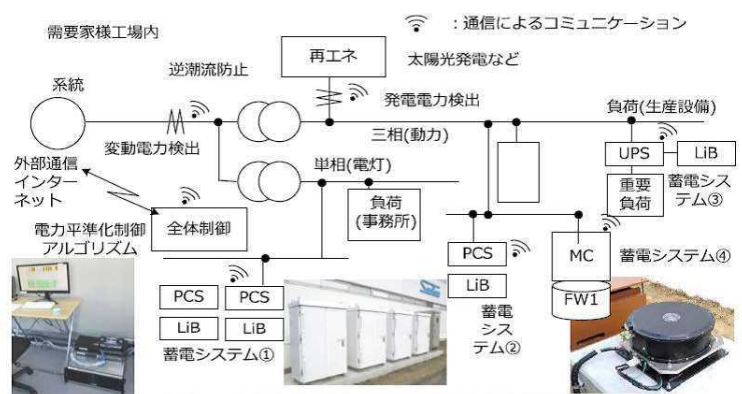 需要家様工場内
：通信によるコミュニケーション
再エネ
太陽光発電など
逆潮流防止
系統
発電電力検出
負荷(生産設備)
三相(動力)
変動電力検出
UPS
LiB
外部通信
インター
ネット
単相(電灯)
重要
負荷
蓄電シス
テム③
負荷
(事務所)
電力平準化制御
アルゴリズム
全体制御
PCS
MC
蓄電システム④
LiB
FW1
PCS
PCS
LiB
LiB
蓄電
シス
テム②
蓄電システム①